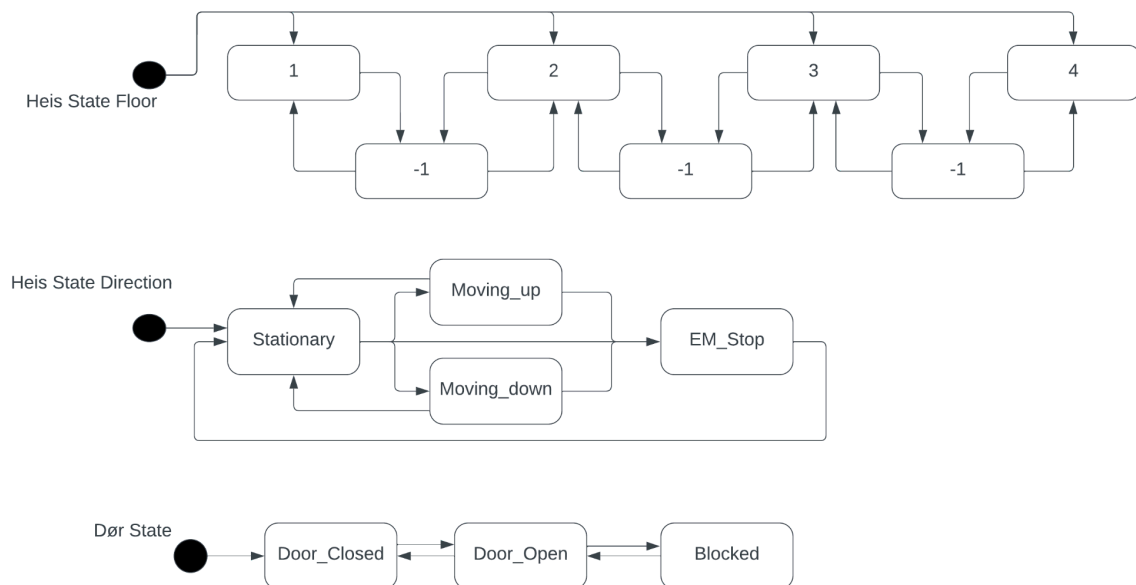 1
2
3
4
Heis State Floor
-1
-1
-1
Heis State Direction
Moving_up
Stationary
EM_Stop
Moving_down
Dør State
Door_Closed
Door_Open
Blocked